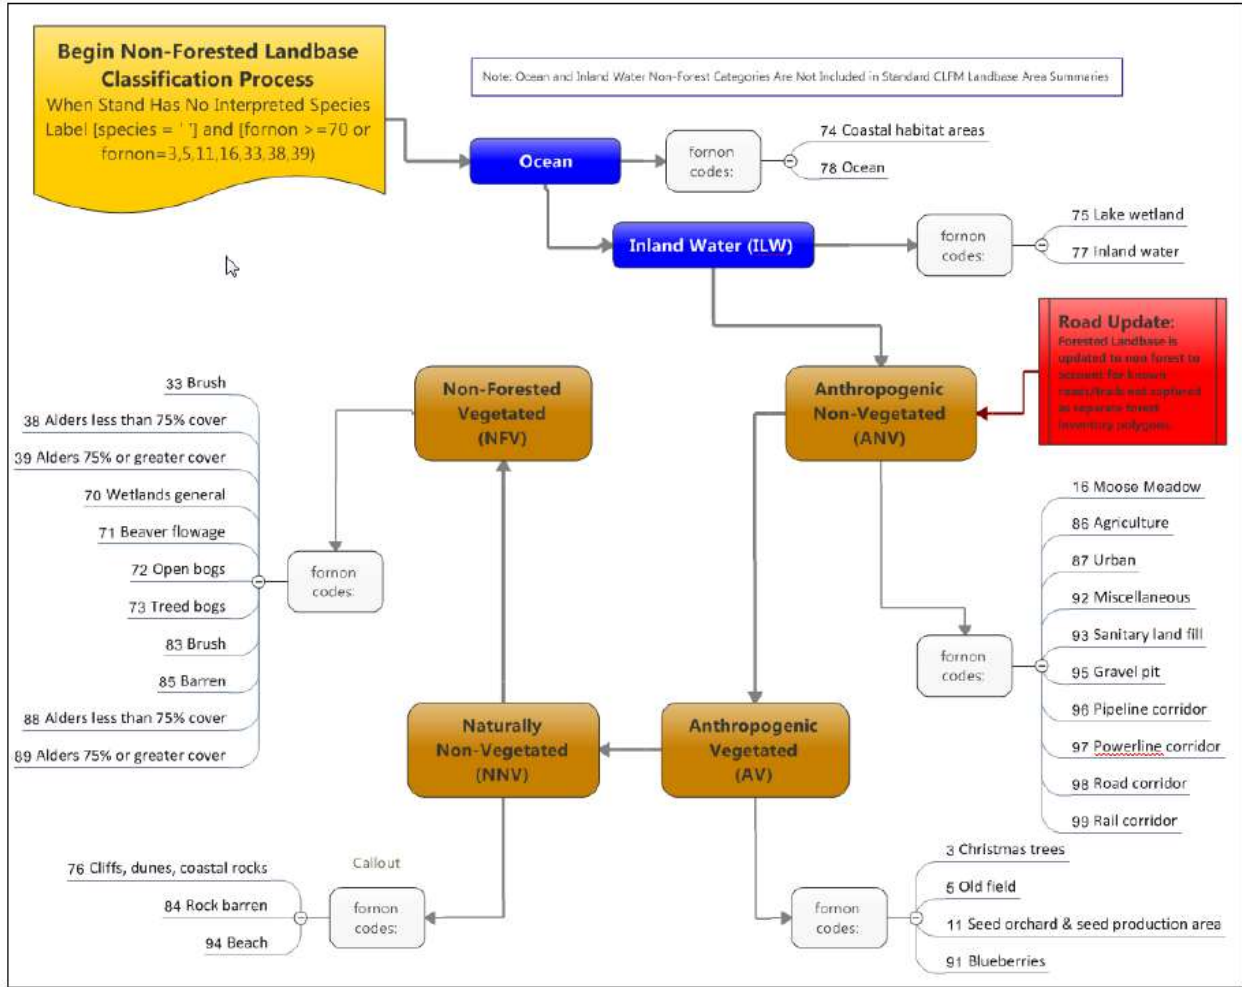 Begin Non-Forested Landbase
Classification Process
When Stand Has No Interpreted Species
Label [species = ' '] and [fornon >=70 or
fornon=3,5,11,16,33,38,39)
Note: Ocean and Inland Water Non-Forest Categories Are Not Included in Standard CLFM Landbase Area Summaries
Ocean
fornon
codes:
74 Coastal habitat areas
78 Ocean
Inland Water (ILW)
fornon
codes:
75 Lake wetland
77 Inland water
Road Update:
Forested Landbase is
updated to non forest to
account for known
roads/trails not captured
as separate forest
inventory polygons.
Anthropogenic
Non-Vegetated
(ANV)
fornon
codes:
16 Moose Meadow
86 Agriculture
87 Urban
92 Miscellaneous
93 Sanitary land fill
95 Gravel pit
96 Pipeline corridor
97 Powerline corridor
98 Road corridor
99 Rail corridor
Anthropogenic
Vegetated
(AV)
fornon
codes:
3 Christmas trees
5 Old field
11 Seed orchard & seed production area
91 Blueberries
Naturally
Non-Vegetated
(NNV)
Callout
fornon
codes:
76 Cliffs, dunes, coastal rocks
84 Rock barren
94 Beach
Non-Forested
Vegetated
(NFV)
fornon
codes:
33 Brush
38 Alders less than 75% cover
39 Alders 75% or greater cover
70 Wetlands general
71 Beaver flowage
72 Open bogs
73 Treed bogs
83 Brush
85 Barren
88 Alders less than 75% cover
89 Alders 75% or greater cover